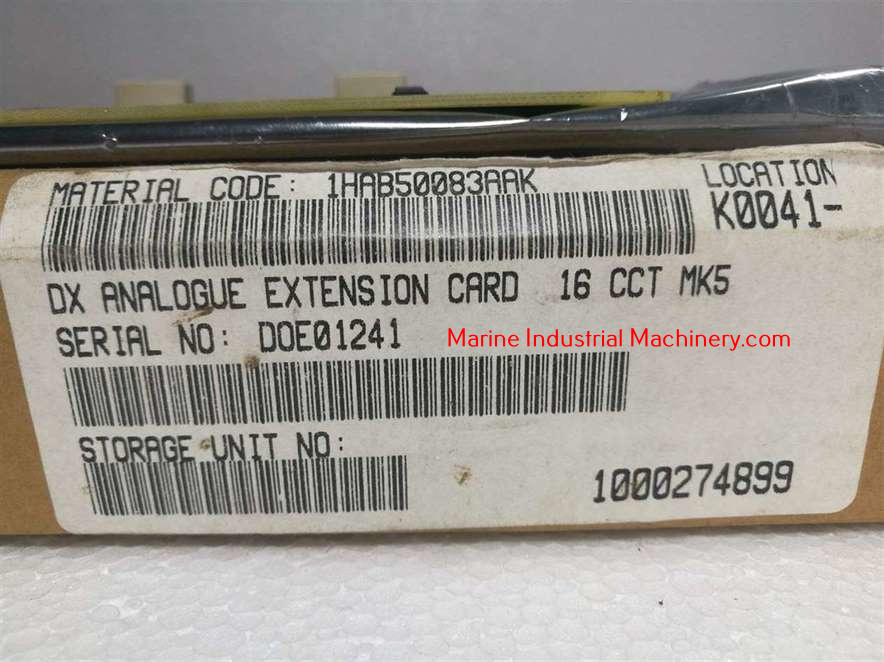 MATERIAL CODE: 1HAB50083AAK
LOCATION
K0041-
DX ANALOGUE EXTENSION CARD 16 CCT MK5
SERIAL NO: D0E01241
Marine Industrial Machinery.com
STORAGE UNIT NO:
1000274899